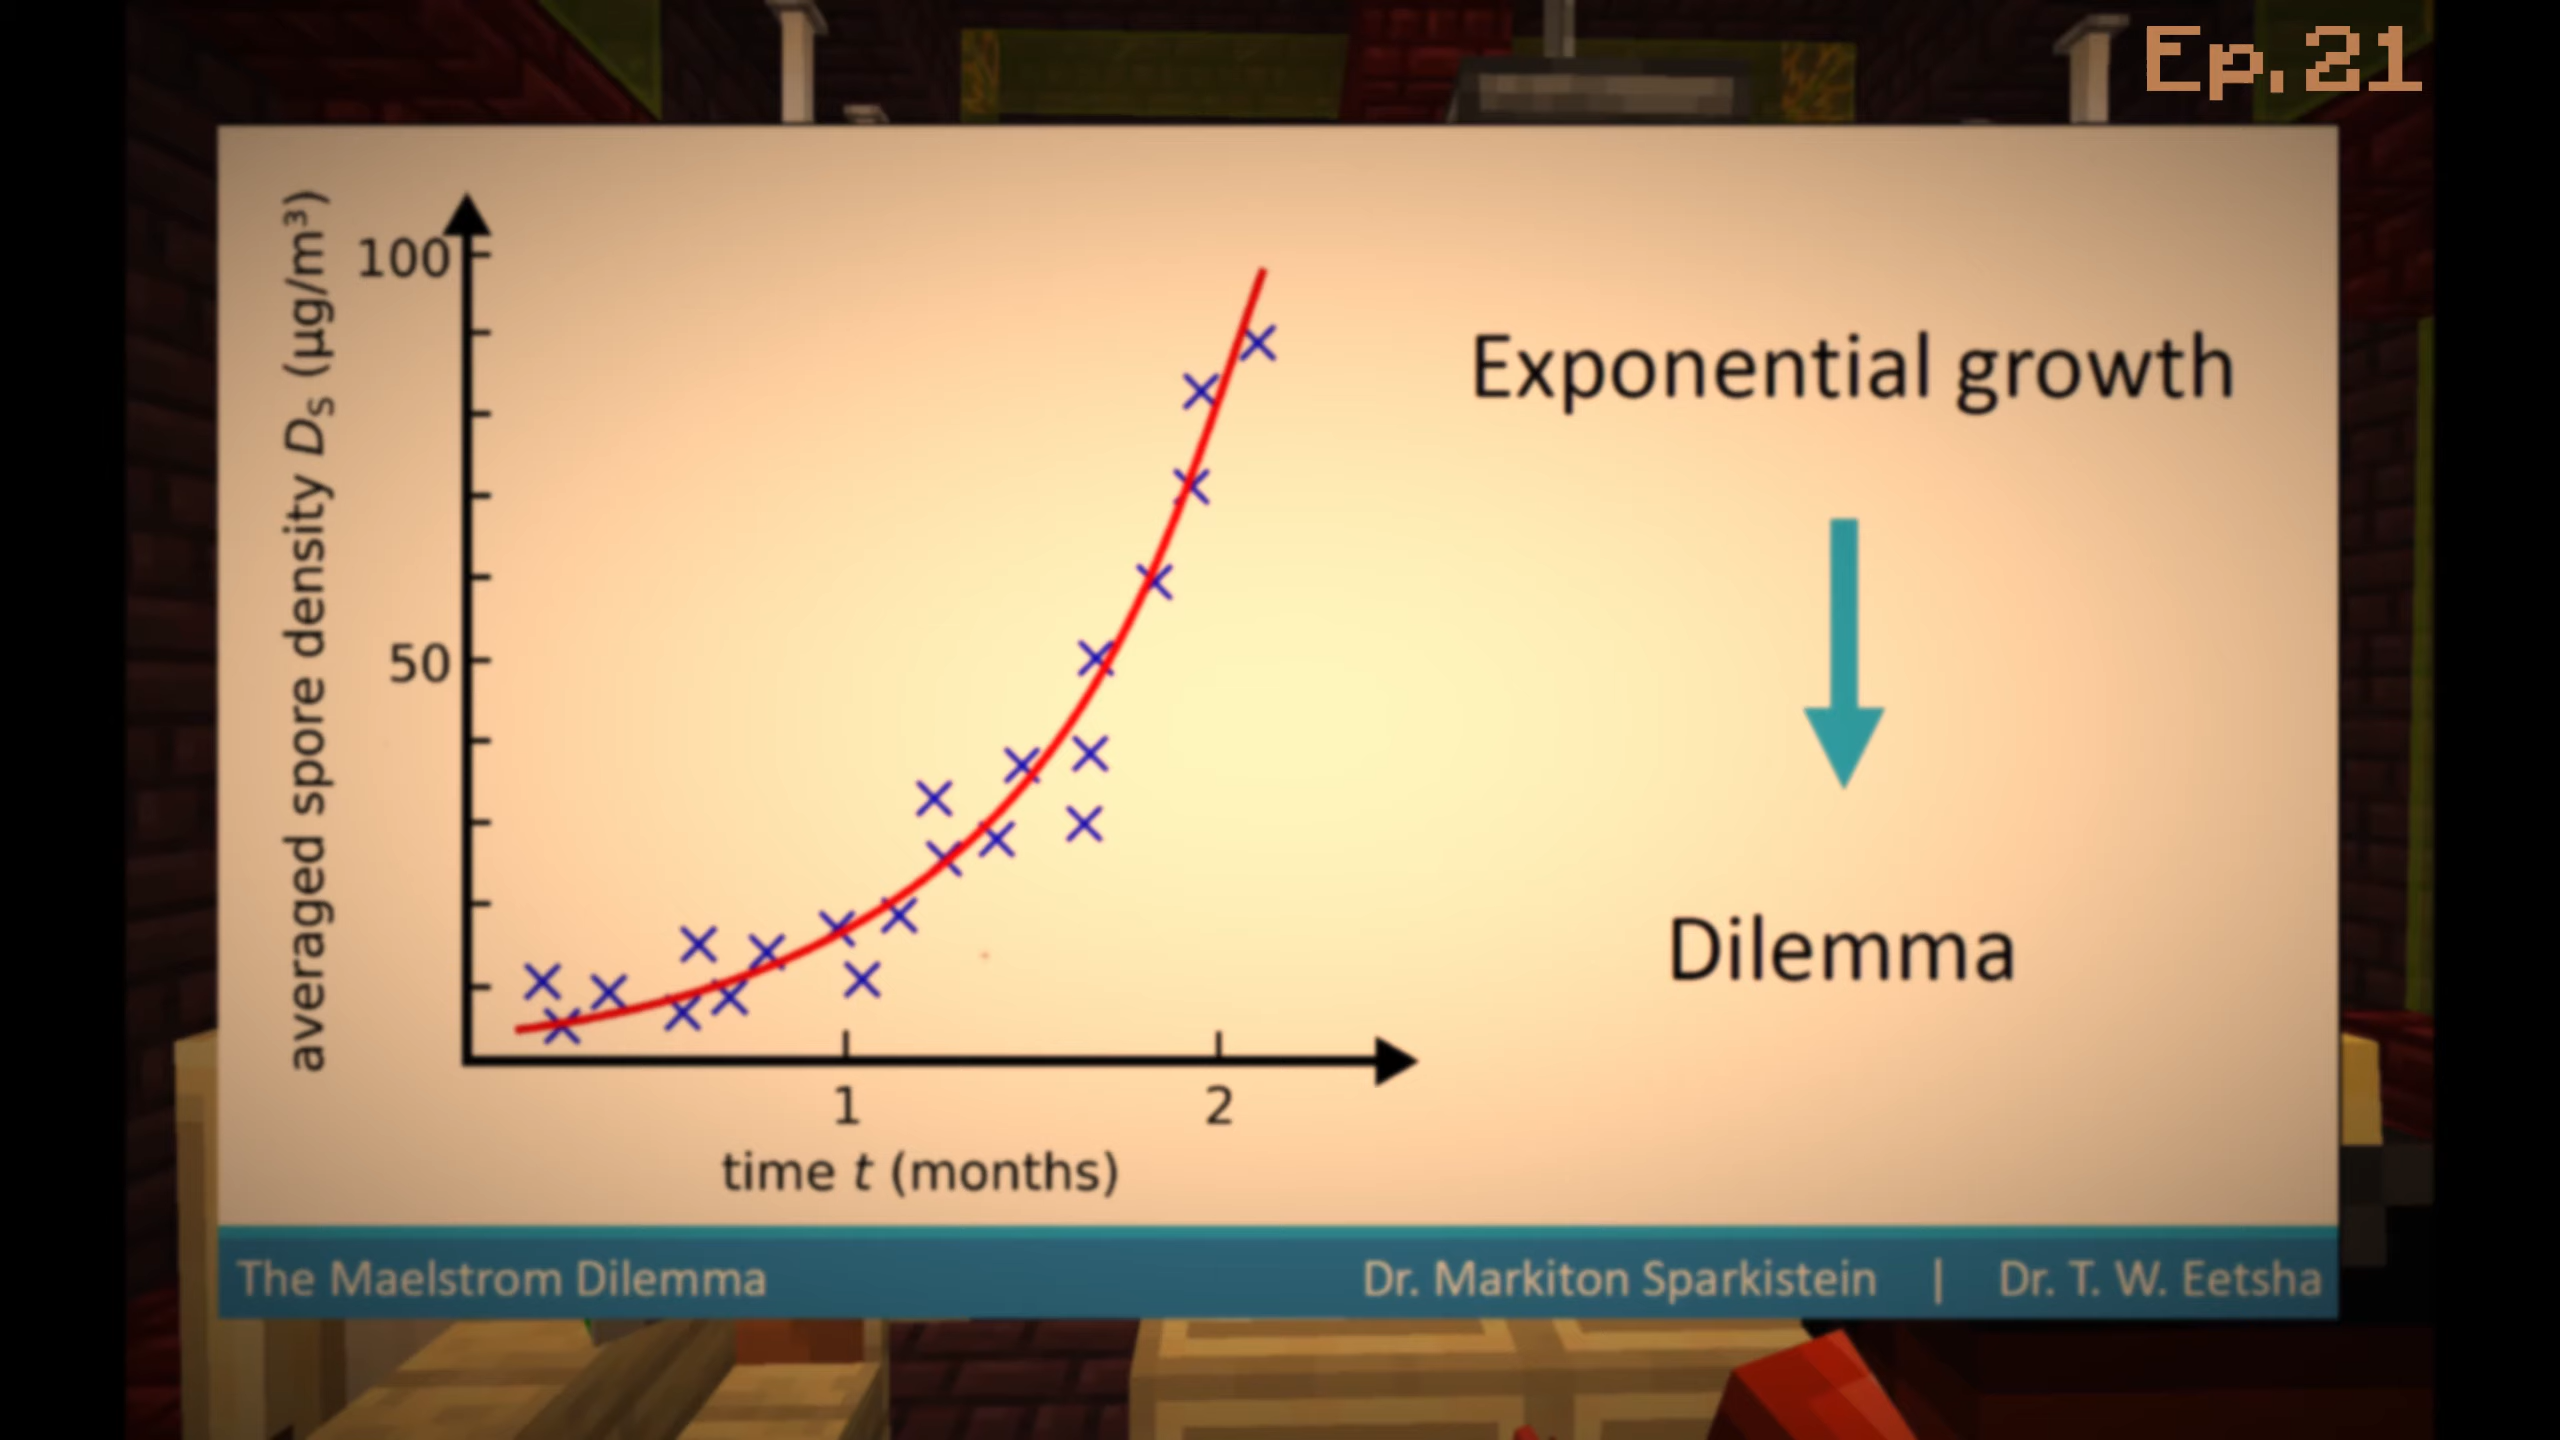 Ep.21
averaged spore density Dₛ (µg/m³)
100
50
1
2
time t (months)
Exponential growth
Dilemma
The Maelstrom Dilemma
Dr. Markiton Sparkistein | Dr. T. W. Eetsha